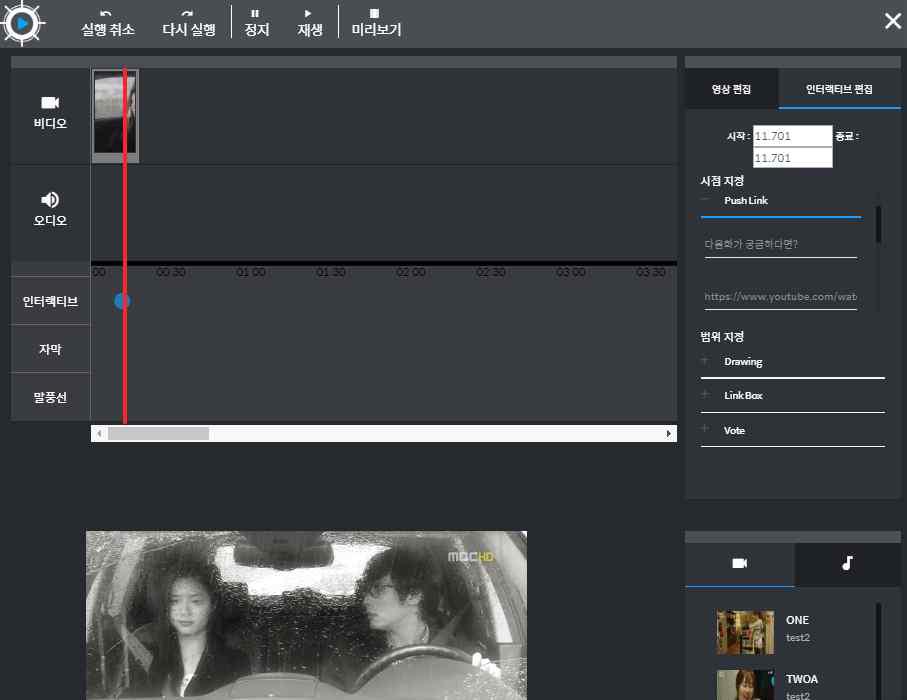 실행 취소
다시 실행
정지
재생
미리보기
비디오
오디오
00 00 30 01 00 01 30 02 00 02 30 03 00 03 30
인터랙티브
자막
말풍선
영상 편집
인터랙티브 편집
시작 : 11.701 종료 :
11.701
시점 지정
Push Link
다음화가 궁금하다면?
https://www.youtube.com/wat
범위 지정
Drawing
Link Box
Vote
MBC HD
ONE
test2
TWOA
test2